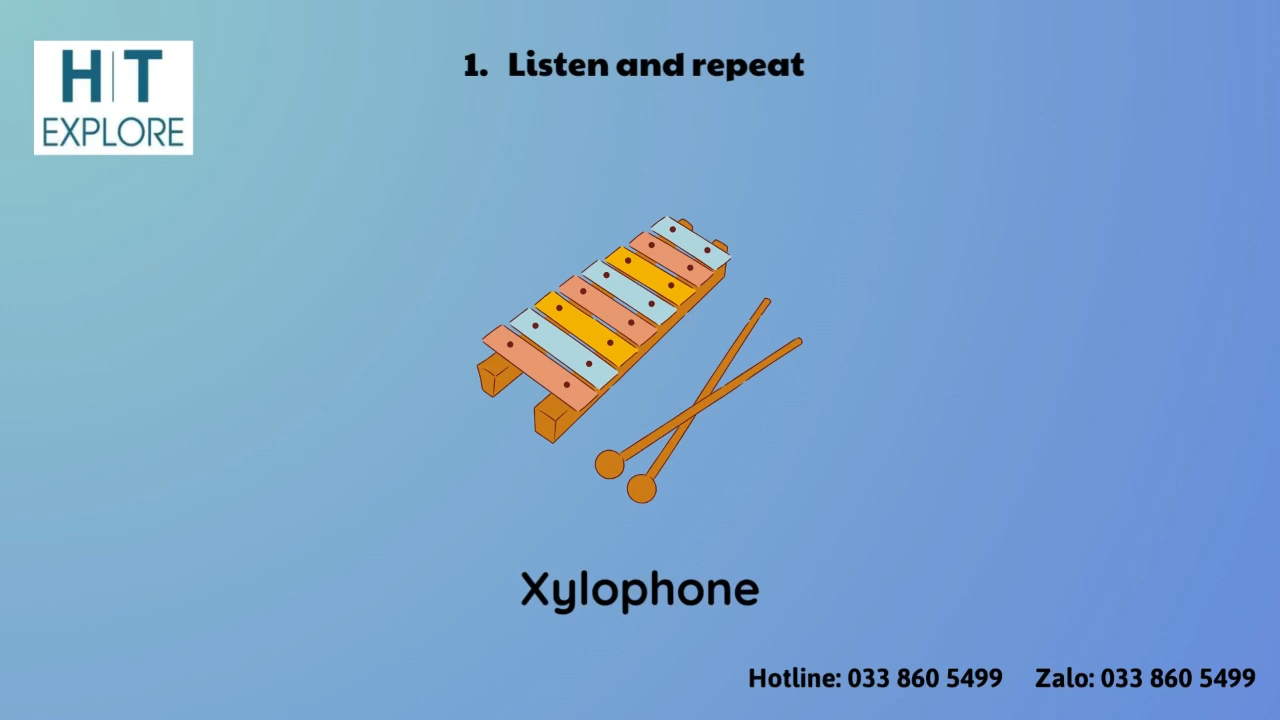 H|T
EXPLORE
1. Listen and repeat
Xylophone
Hotline: 033 860 5499 Zalo: 033 860 5499